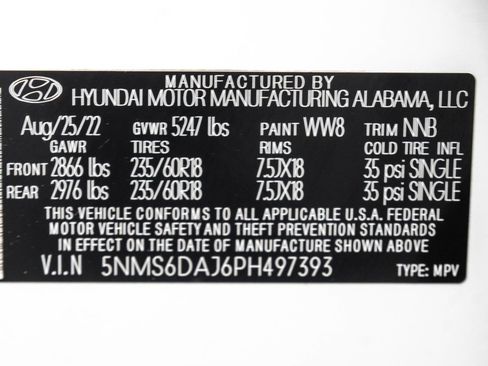 MANUFACTURED BY
HYUNDAI MOTOR MANUFACTURING ALABAMA, LLC
Aug/25/22 GVWR 5247 lbs PAINT WW8 TRIM NNB
GAWR TIRES RIMS COLD TIRE INFL
FRONT 2866 lbs 235/60R18 7.5JX18 35 psi SINGLE
REAR 2976 lbs 235/60R18 7.5JX18 35 psi SINGLE
THIS VEHICLE CONFORMS TO ALL APPLICABLE U.S.A. FEDERAL
MOTOR VEHICLE SAFETY AND THEFT PREVENTION STANDARDS
IN EFFECT ON THE DATE OF MANUFACTURE SHOWN ABOVE
V.I.N 5NMS6DAJ6PH497393 TYPE: MPV